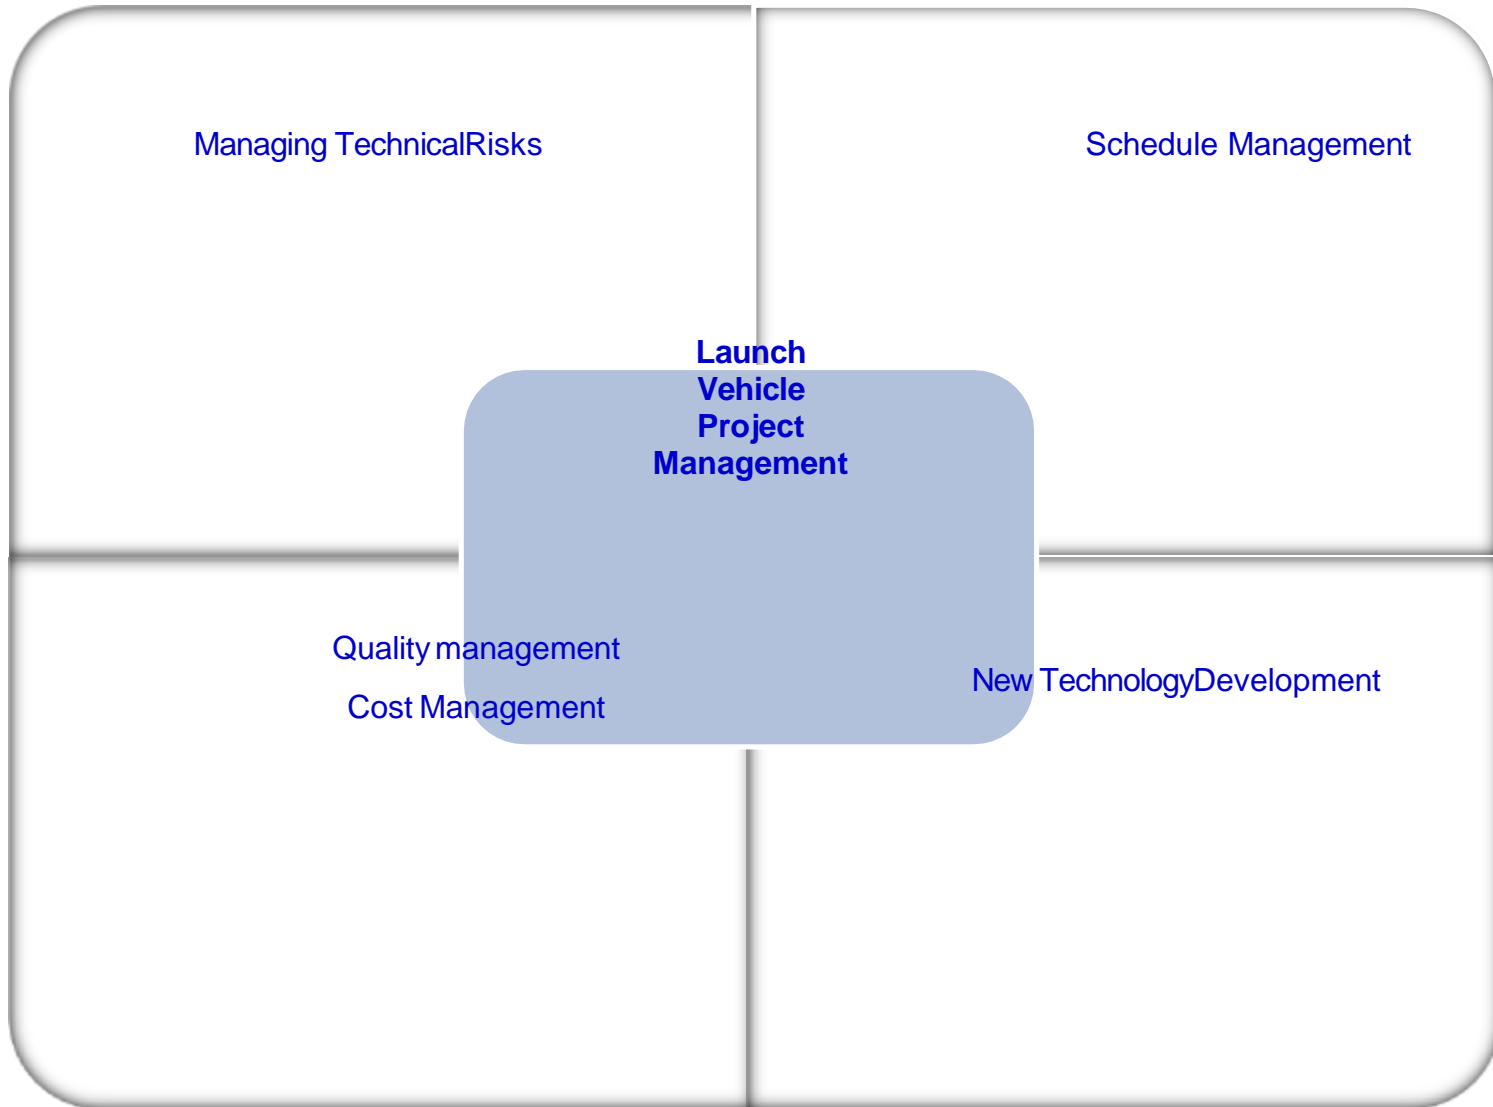 Managing TechnicalRisks
Schedule Management
Launch
Vehicle
Project
Management
Quality management
Cost Management
New TechnologyDevelopment